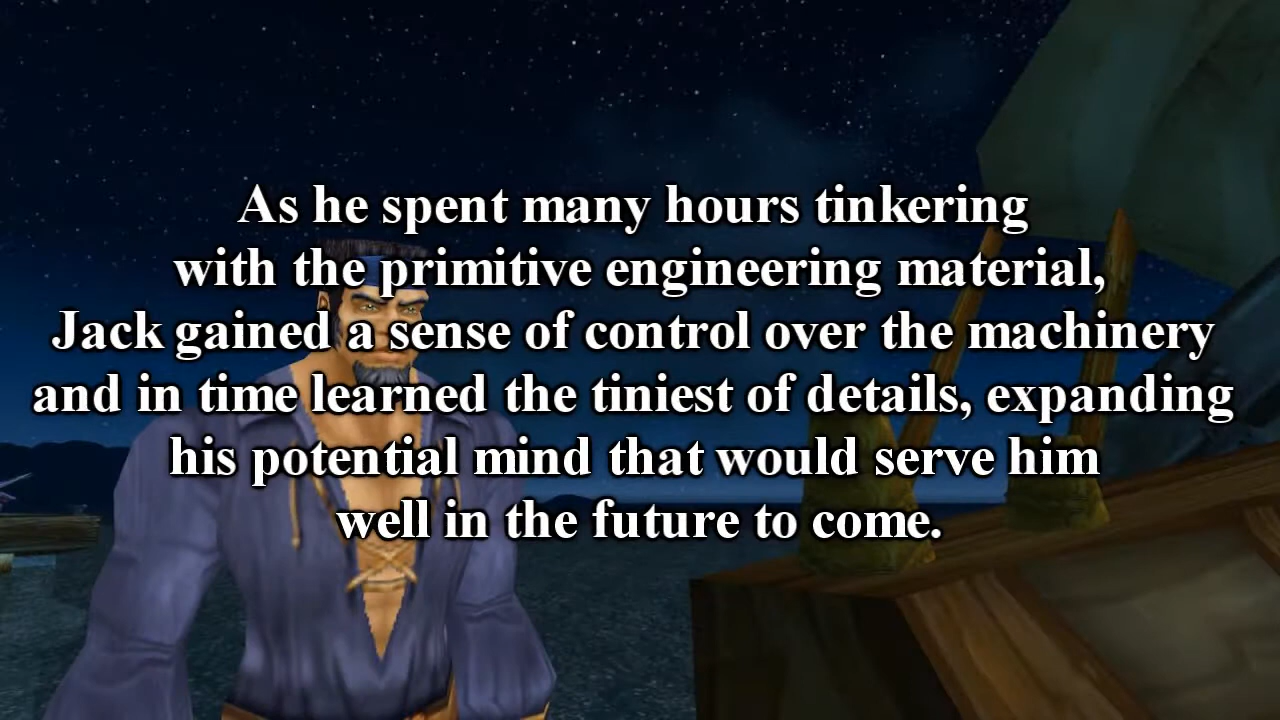 As he spent many hours tinkering
with the primitive engineering material,
Jack gained a sense of control over the machinery
and in time learned the tiniest of details, expanding
his potential mind that would serve him
well in the future to come.